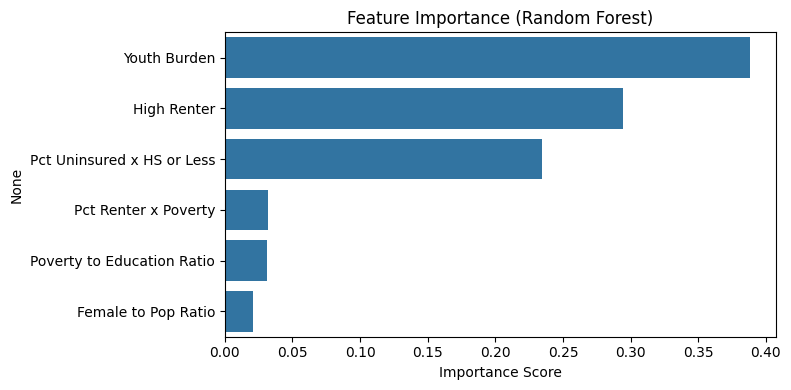 Feature Importance (Random Forest)
None
Youth Burden
High Renter
Pct Uninsured x HS or Less
Pct Renter x Poverty
Poverty to Education Ratio
Female to Pop Ratio
0.00 0.05 0.10 0.15 0.20 0.25 0.30 0.35 0.40
Importance Score